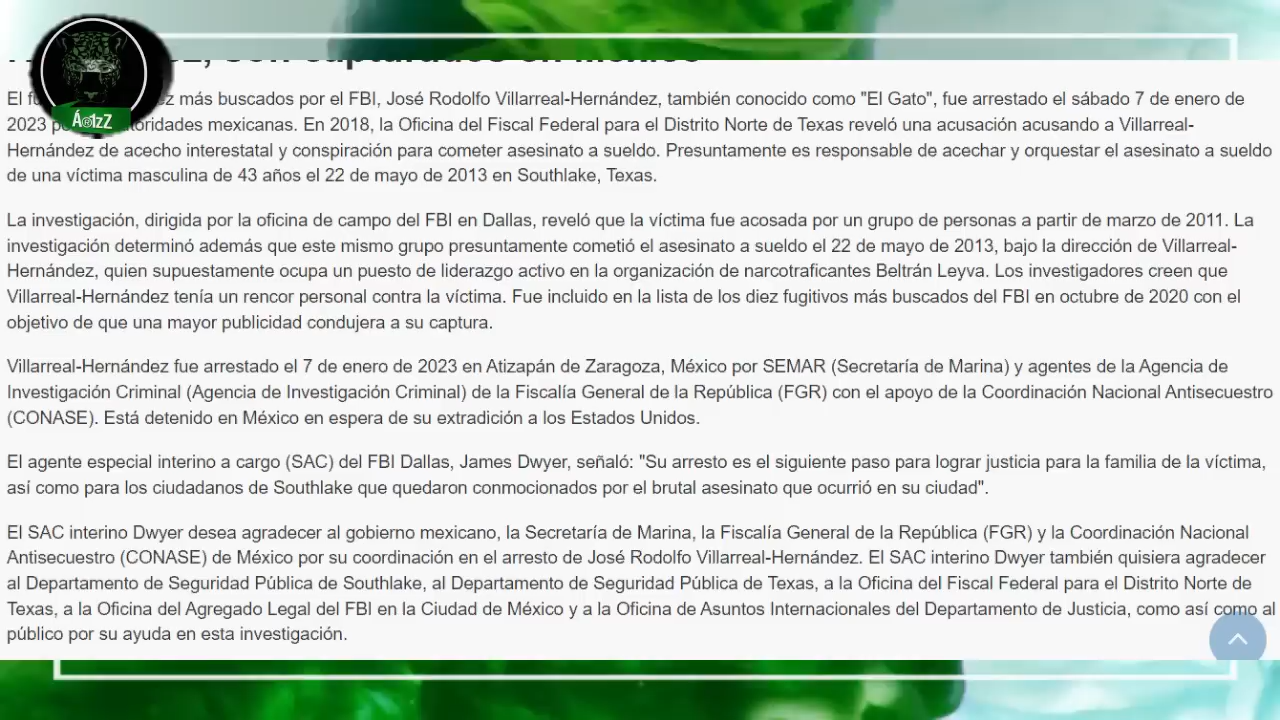 Á⊚1zZ
El más buscados por el FBI, José Rodolfo Villarreal-Hernández, también conocido como "El Gato", fue arrestado el sábado 7 de enero de
2023 mexicanas. En 2018, la Oficina del Fiscal Federal para el Distrito Norte de Texas reveló una acusación acusando a Villarreal-
Hernández de acecho interestatal y conspiración para cometer asesinato a sueldo. Presuntamente es responsable de acechar y orquestar el asesinato a sueldo
de una víctima masculina de 43 años el 22 de mayo de 2013 en Southlake, Texas.
La investigación, dirigida por la oficina de campo del FBI en Dallas, reveló que la víctima fue acosada por un grupo de personas a partir de marzo de 2011. La
investigación determinó además que este mismo grupo presuntamente cometió el asesinato a sueldo el 22 de mayo de 2013, bajo la dirección de Villarreal-
Hernández, quien supuestamente ocupa un puesto de liderazgo activo en la organización de narcotraficantes Beltrán Leyva. Los investigadores creen que
Villarreal-Hernández tenía un rencor personal contra la víctima. Fue incluido en la lista de los diez fugitivos más buscados del FBI en octubre de 2020 con el
objetivo de que una mayor publicidad condujera a su captura.
Villarreal-Hernández fue arrestado el 7 de enero de 2023 en Atizapán de Zaragoza, México por SEMAR (Secretaría de Marina) y agentes de la Agencia de
Investigación Criminal (Agencia de Investigación Criminal) de la Fiscalía General de la República (FGR) con el apoyo de la Coordinación Nacional Antisecuestro
(CONASE). Está detenido en México en espera de su extradición a los Estados Unidos.
El agente especial interino a cargo (SAC) del FBI Dallas, James Dwyer, señaló: "Su arresto es el siguiente paso para lograr justicia para la familia de la víctima,
así como para los ciudadanos de Southlake que quedaron conmocionados por el brutal asesinato que ocurrió en su ciudad".
El SAC interino Dwyer desea agradecer al gobierno mexicano, la Secretaría de Marina, la Fiscalía General de la República (FGR) y la Coordinación Nacional
Antisecuestro (CONASE) de México por su coordinación en el arresto de José Rodolfo Villarreal-Hernández. El SAC interino Dwyer también quisiera agradecer
al Departamento de Seguridad Pública de Southlake, al Departamento de Seguridad Pública de Texas, a la Oficina del Fiscal Federal para el Distrito Norte de
Texas, a la Oficina del Agregado Legal del FBI en la Ciudad de México y a la Oficina de Asuntos Internacionales del Departamento de Justicia, como así como al
público por su ayuda en esta investigación.